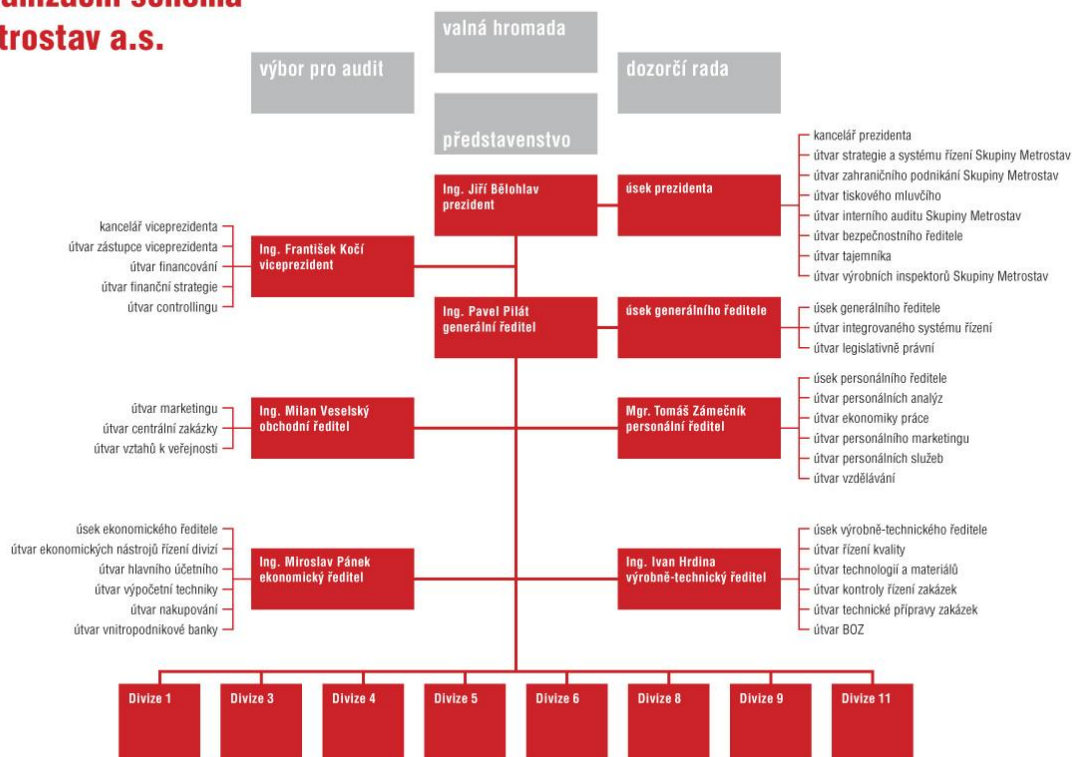 trostav a.s.
valná hromada
výbor pro audit
dozorčí rada
představenstvo
Ing. Jiří Bělohlav
prezident
úsek prezidenta
kancelář prezidenta
útvar strategie a systému řízení Skupiny Metrostav
útvar zahraničního podnikání Skupiny Metrostav
útvar tiskového mluvčího
útvar interního auditu Skupiny Metrostav
útvar bezpečnostního ředitele
útvar tajemníka
útvar výrobních inspektorů Skupiny Metrostav
kancelář viceprezidenta
útvar zástupce viceprezidenta
útvar financování
útvar finanční strategie
útvar controllingu
Ing. František Kočí
viceprezident
Ing. Pavel Pilát
generální ředitel
úsek generálního ředitele
úsek generálního ředitele
útvar integrovaného systému řízení
útvar legislativně právní
útvar marketingu
útvar centrální zakázky
útvar vztahů k veřejnosti
Ing. Milan Veselský
obchodní ředitel
Mgr. Tomáš Zámečník
personální ředitel
úsek personálního ředitele
útvar personálních analýz
útvar ekonomiky práce
útvar personálního marketingu
útvar personálních služeb
útvar vzdělávání
úsek ekonomického ředitele
útvar ekonomických nástrojů řízení divizí
útvar hlavního účetního
útvar výpočetní techniky
útvar nakupování
útvar vnitropodnikové banky
Ing. Miroslav Pánek
ekonomický ředitel
Ing. Ivan Hrdina
výrobně-technický ředitel
úsek výrobně-technického ředitele
útvar řízení kvality
útvar technologií a materiálů
útvar kontroly řízení zakázek
útvar technické přípravy zakázek
útvar BOZ
Divize 1
Divize 3
Divize 4
Divize 5
Divize 6
Divize 8
Divize 9
Divize 11